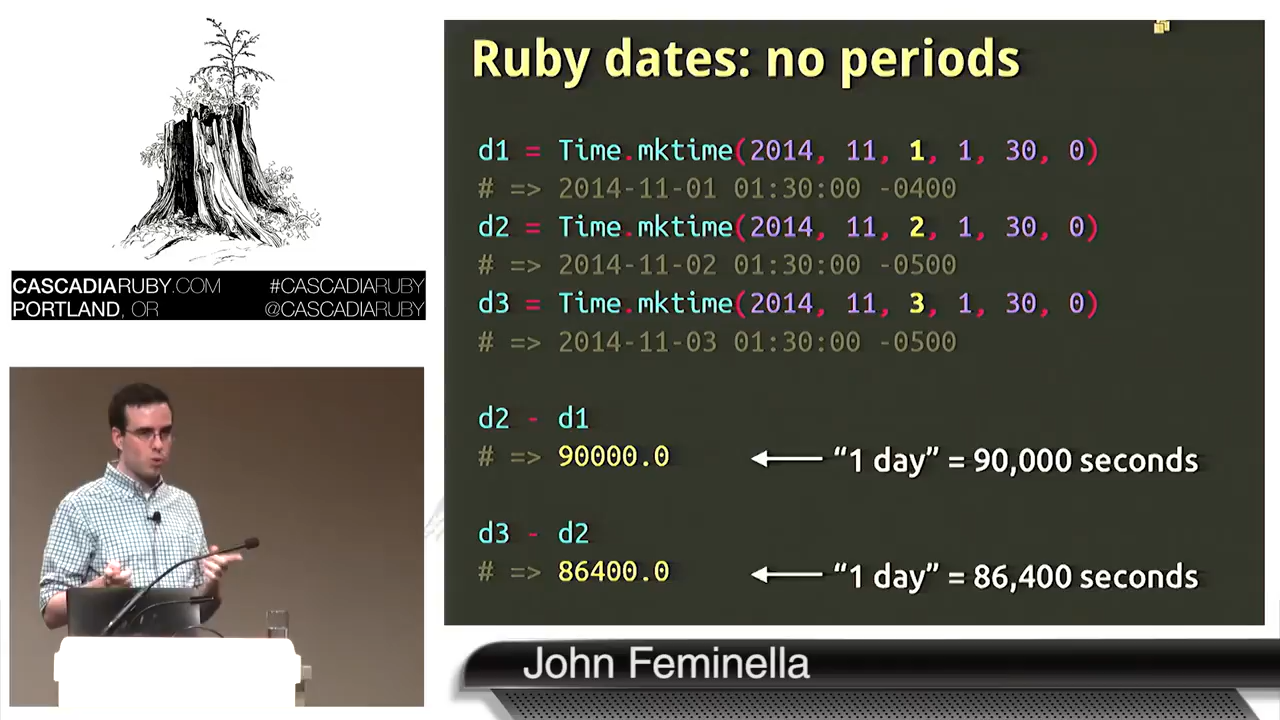 CASCADIARUBY.COM #CASCADIARUBY
PORTLAND, OR @CASCADIARUBY
Ruby dates: no periods
d1 = Time.mktime(2014, 11, 1, 1, 30, 0)
# => 2014-11-01 01:30:00 -0400
d2 = Time.mktime(2014, 11, 2, 1, 30, 0)
# => 2014-11-02 01:30:00 -0500
d3 = Time.mktime(2014, 11, 3, 1, 30, 0)
# => 2014-11-03 01:30:00 -0500
d2 - d1
# => 90000.0 “1 day” = 90,000 seconds
d3 - d2
# => 86400.0 “1 day” = 86,400 seconds
John Feminella